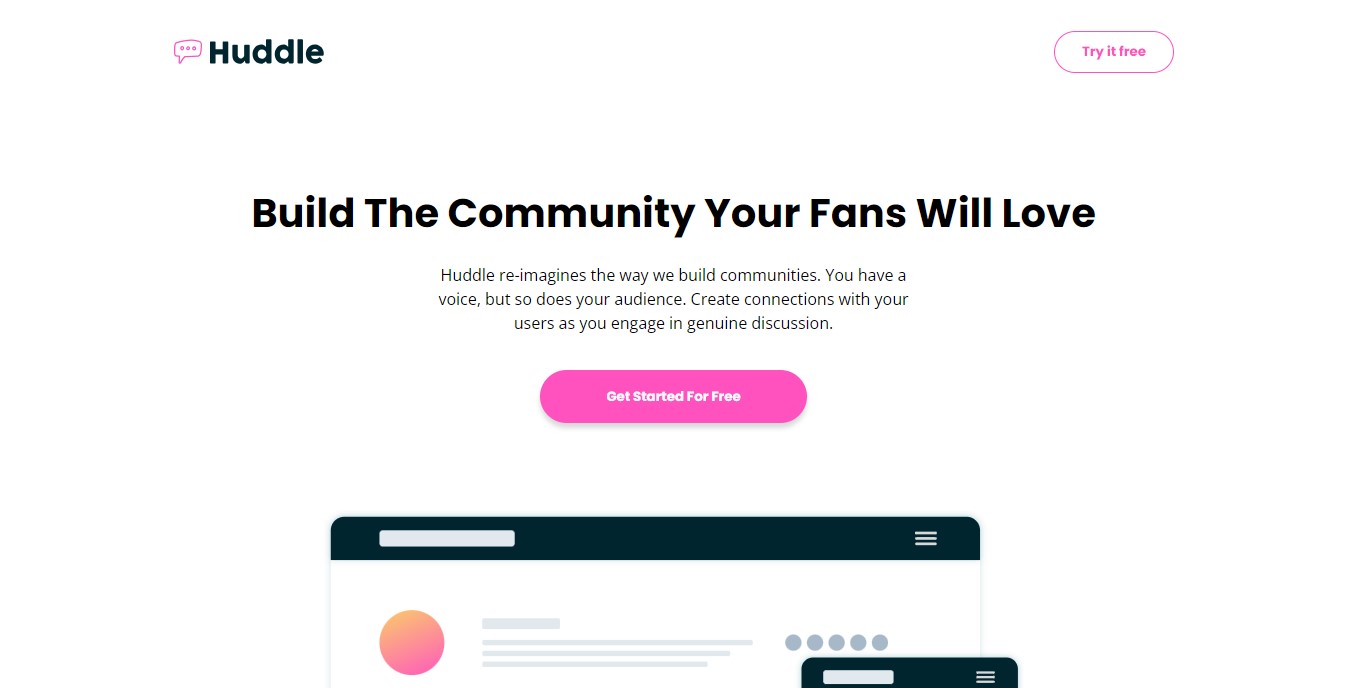 Huddle
Try it free
Build The Community Your Fans Will Love
Huddle re-imagines the way we build communities. You have a
voice, but so does your audience. Create connections with your
users as you engage in genuine discussion.
Get Started For Free